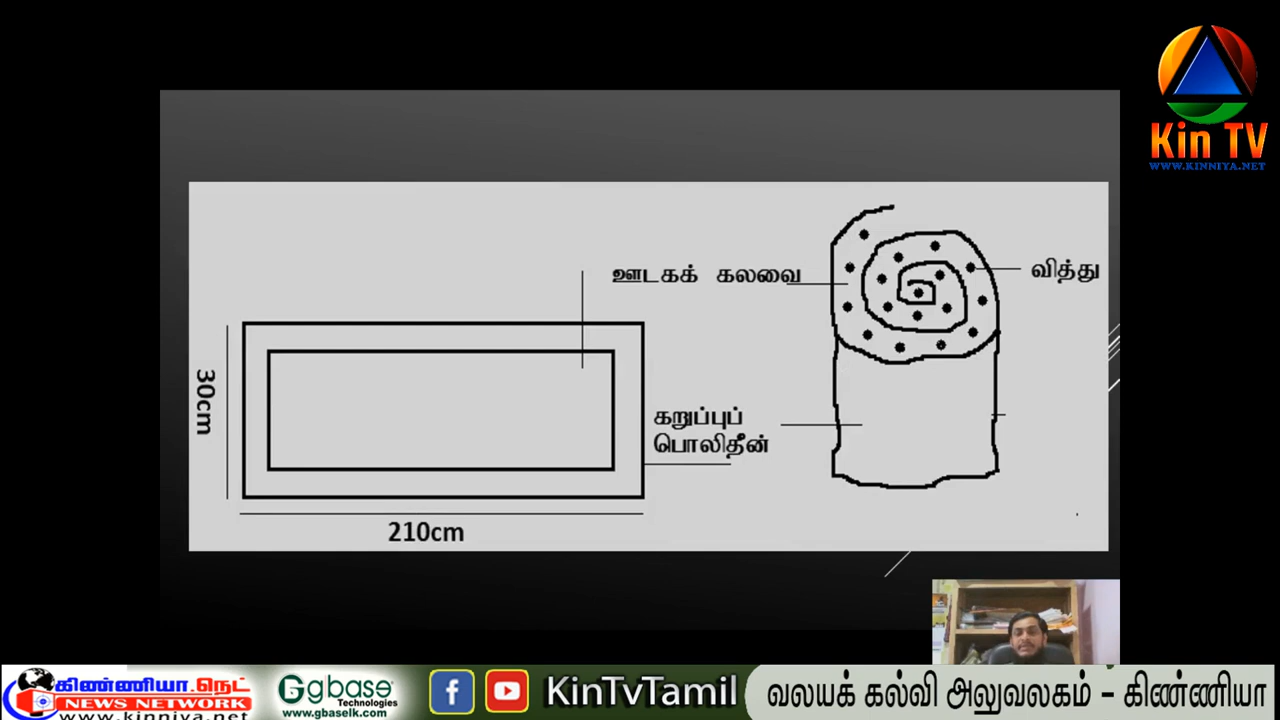 Kin TV
WWW.KINNIYA.NET
ஊடகக் கலவை
வித்து
30cm
கறுப்புப்
பொலிதீன்
210cm
கிண்ணியா.நெட்
NEWS NETWORK
www.kinniya.net
Ggbase
Technologies
www.gbaselk.com
KinTvTamil
வலயக் கல்வி அலுவலகம் - கிண்ணியா